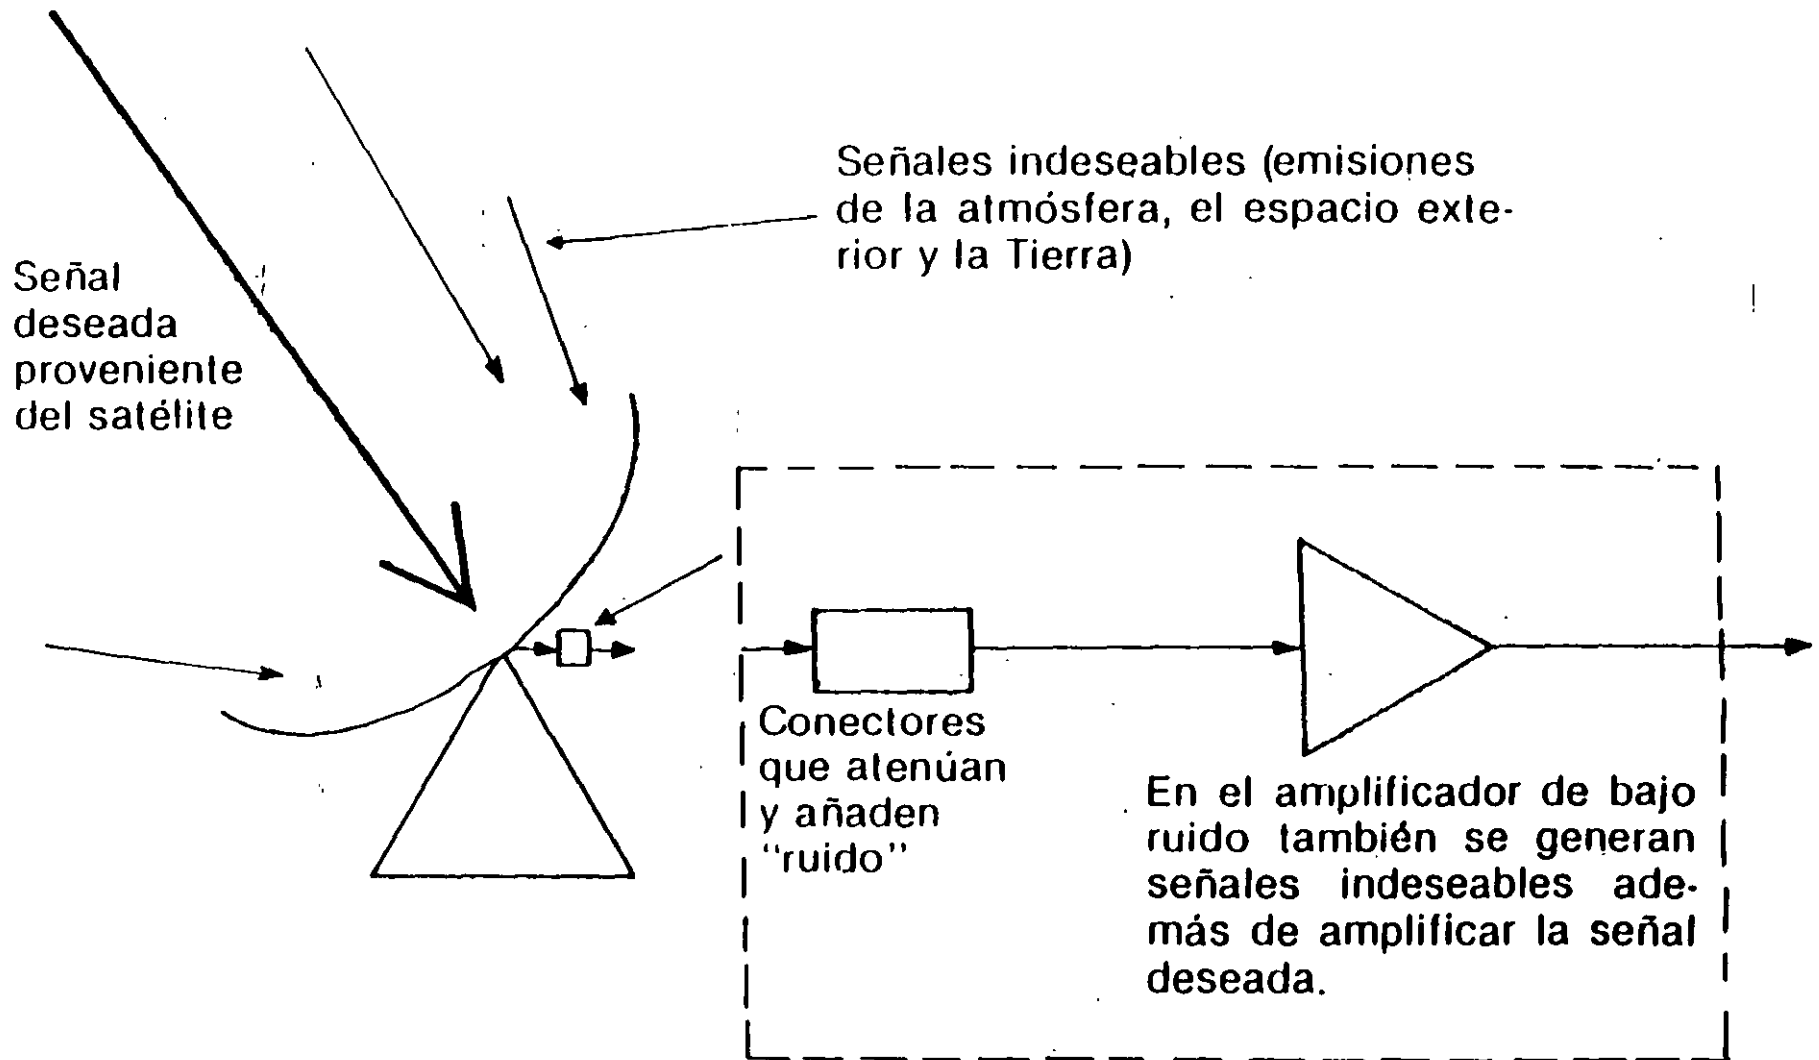 Señales indeseables (emisiones
de la atmósfera, el espacio exte-
rior y la Tierra)
Señal
deseada
proveniente
del satélite
Conectores
que atenúan
y añaden
"ruido"
En el amplificador de bajo
ruido también se generan
señales indeseables ade-
más de amplificar la señal
deseada.